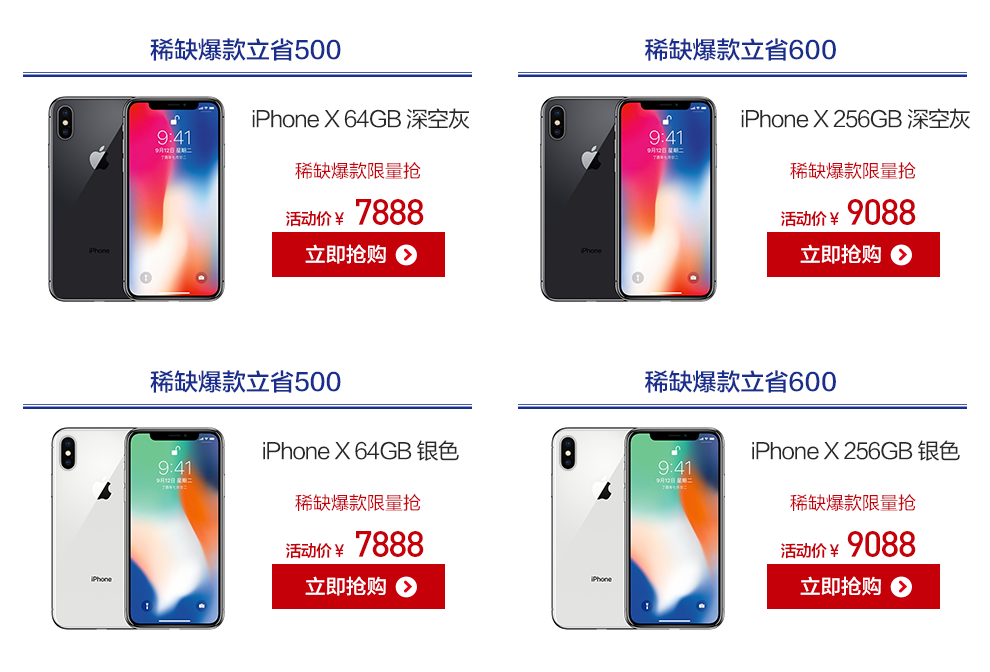 稀缺爆款立省500
iPhone X 64GB 深空灰
9:41
9月12日 星期二
iPhone
稀缺爆款限量抢
活动价￥ 7888
立即抢购
稀缺爆款立省600
iPhone X 256GB 深空灰
9:41
9月12日 星期二
iPhone
稀缺爆款限量抢
活动价￥ 9088
立即抢购
稀缺爆款立省500
iPhone X 64GB 银色
9:41
9月12日 星期二
iPhone
稀缺爆款限量抢
活动价￥ 7888
立即抢购
稀缺爆款立省600
iPhone X 256GB 银色
9:41
9月12日 星期二
iPhone
稀缺爆款限量抢
活动价￥ 9088
立即抢购